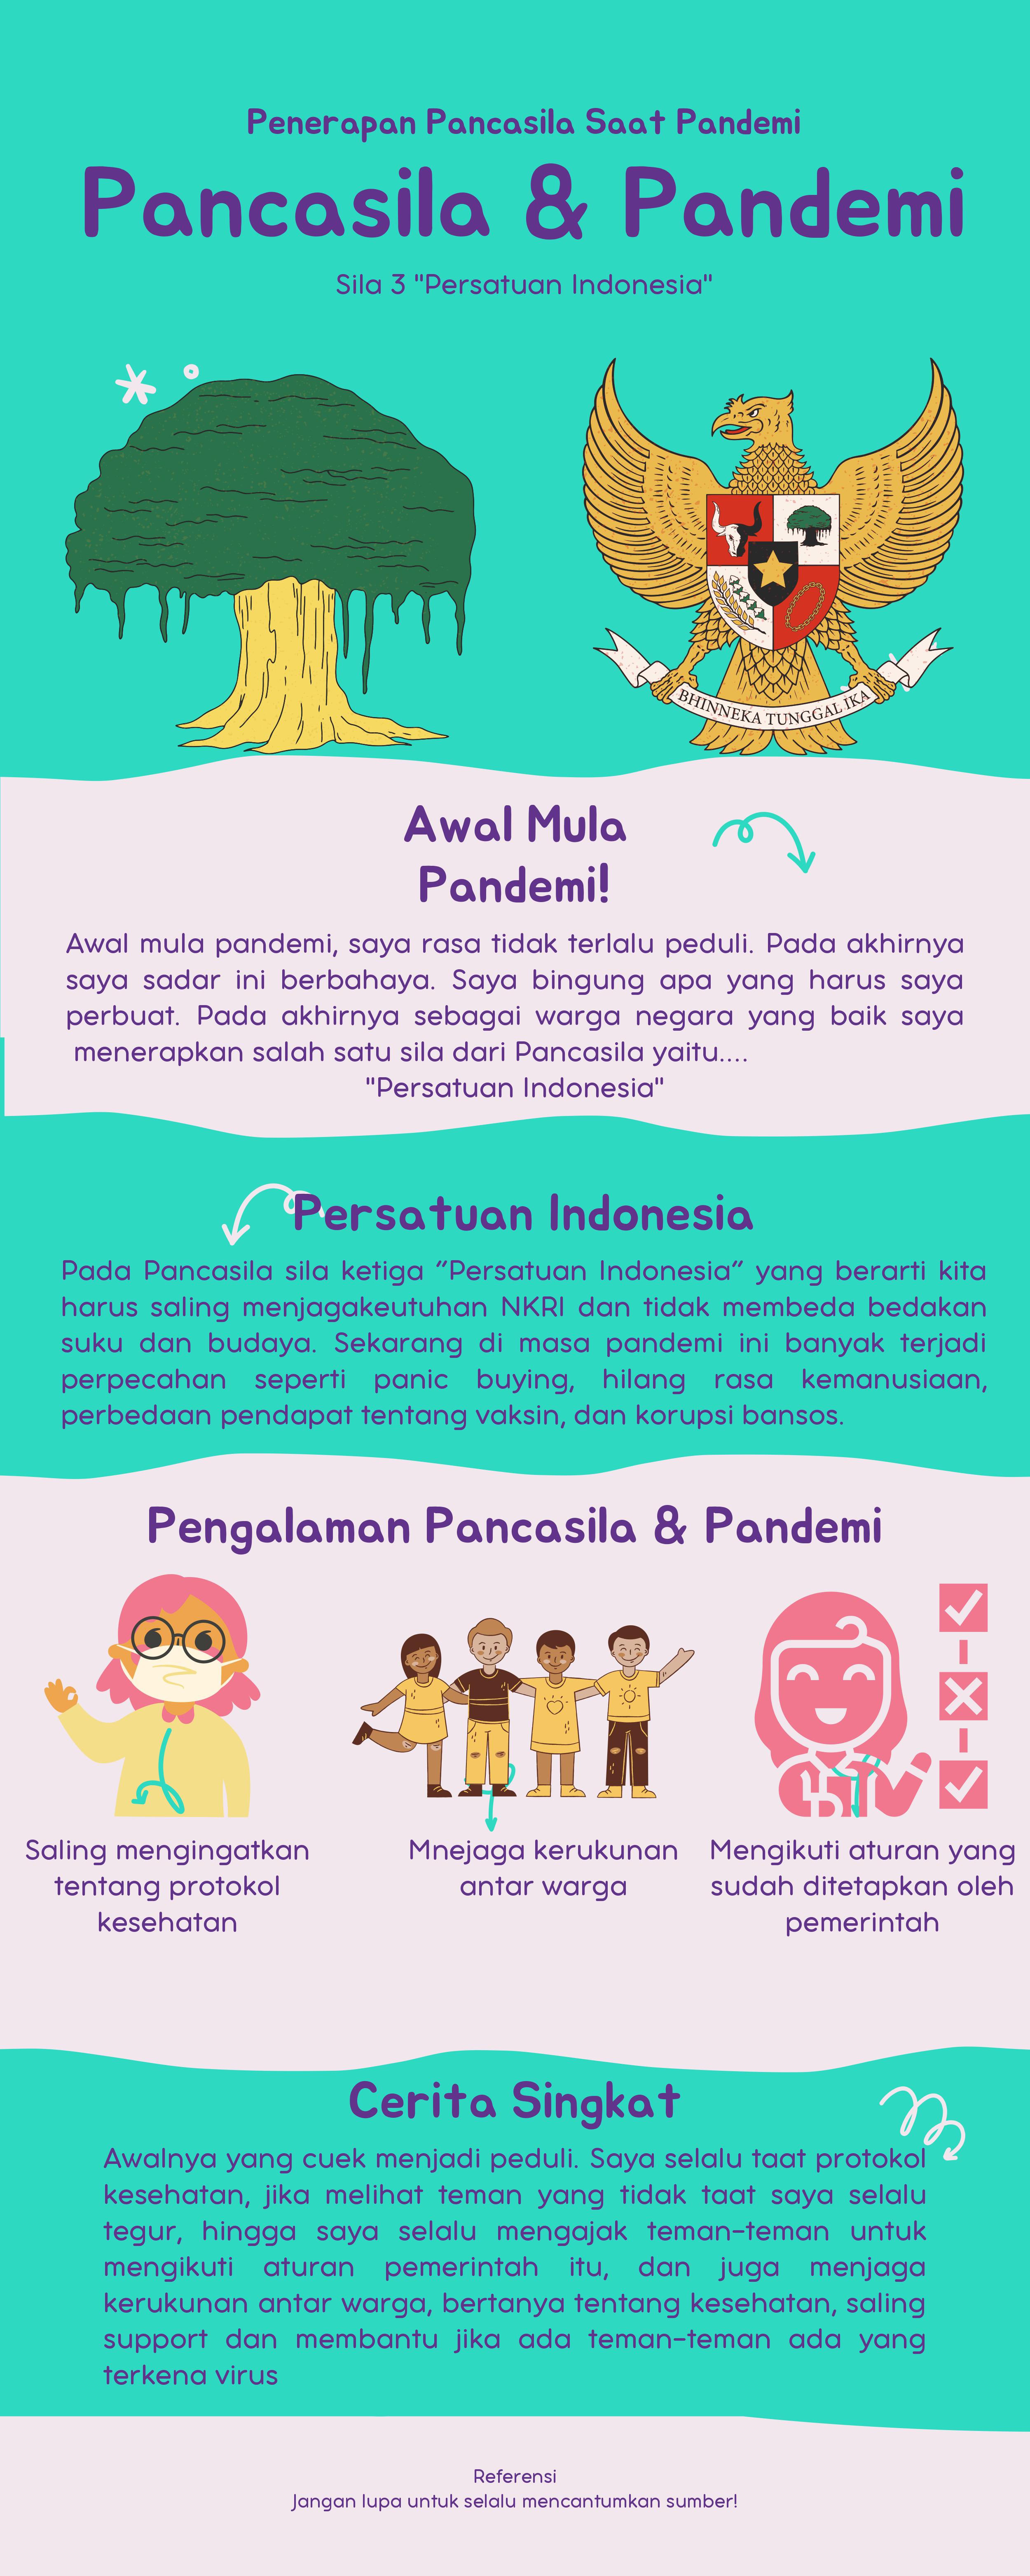 Penerapan Pancasila Saat Pandemi
Pancasila & Pandemi
Sila 3 "Persatuan Indonesia"
BHINNEKA TUNGGAL IKA
Awal Mula
Pandemi!
Awal mula pandemi, saya rasa tidak terlalu peduli. Pada akhirnya
saya sadar ini berbahaya. Saya bingung apa yang harus saya
perbuat. Pada akhirnya sebagai warga negara yang baik saya
menerapkan salah satu sila dari Pancasila yaitu....
"Persatuan Indonesia"
Persatuan Indonesia
Pada Pancasila sila ketiga “Persatuan Indonesia” yang berarti kita
harus saling menjagakeutuhan NKRI dan tidak membeda bedakan
suku dan budaya. Sekarang di masa pandemi ini banyak terjadi
perpecahan seperti panic buying, hilang rasa kemanusiaan,
perbedaan pendapat tentang vaksin, dan korupsi bansos.
Pengalaman Pancasila & Pandemi
Saling mengingatkan
tentang protokol
kesehatan
Mnejaga kerukunan
antar warga
Mengikuti aturan yang
sudah ditetapkan oleh
pemerintah
Cerita Singkat
Awalnya yang cuek menjadi peduli. Saya selalu taat protokol
kesehatan, jika melihat teman yang tidak taat saya selalu
tegur, hingga saya selalu mengajak teman-teman untuk
mengikuti aturan pemerintah itu, dan juga menjaga
kerukunan antar warga, bertanya tentang kesehatan, saling
support dan membantu jika ada teman-teman ada yang
terkena virus
Referensi
Jangan lupa untuk selalu mencantumkan sumber!